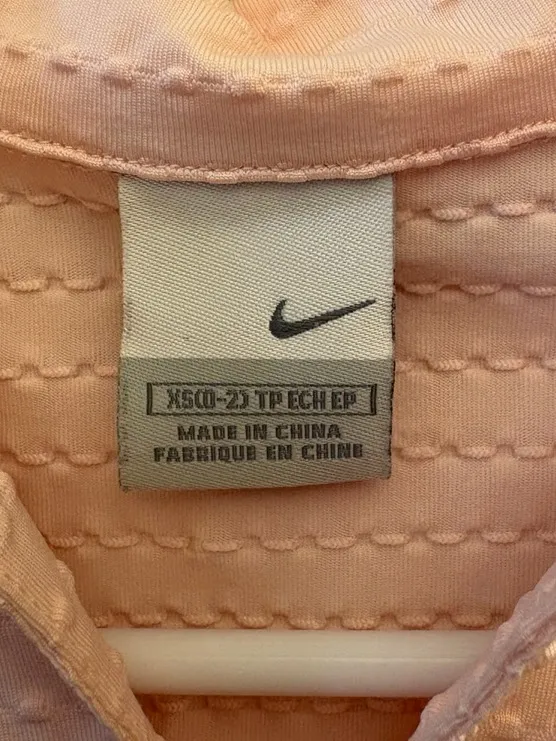 XS(0-2) TP ECH EP
MADE IN CHINA
FABRIQUE EN CHINE